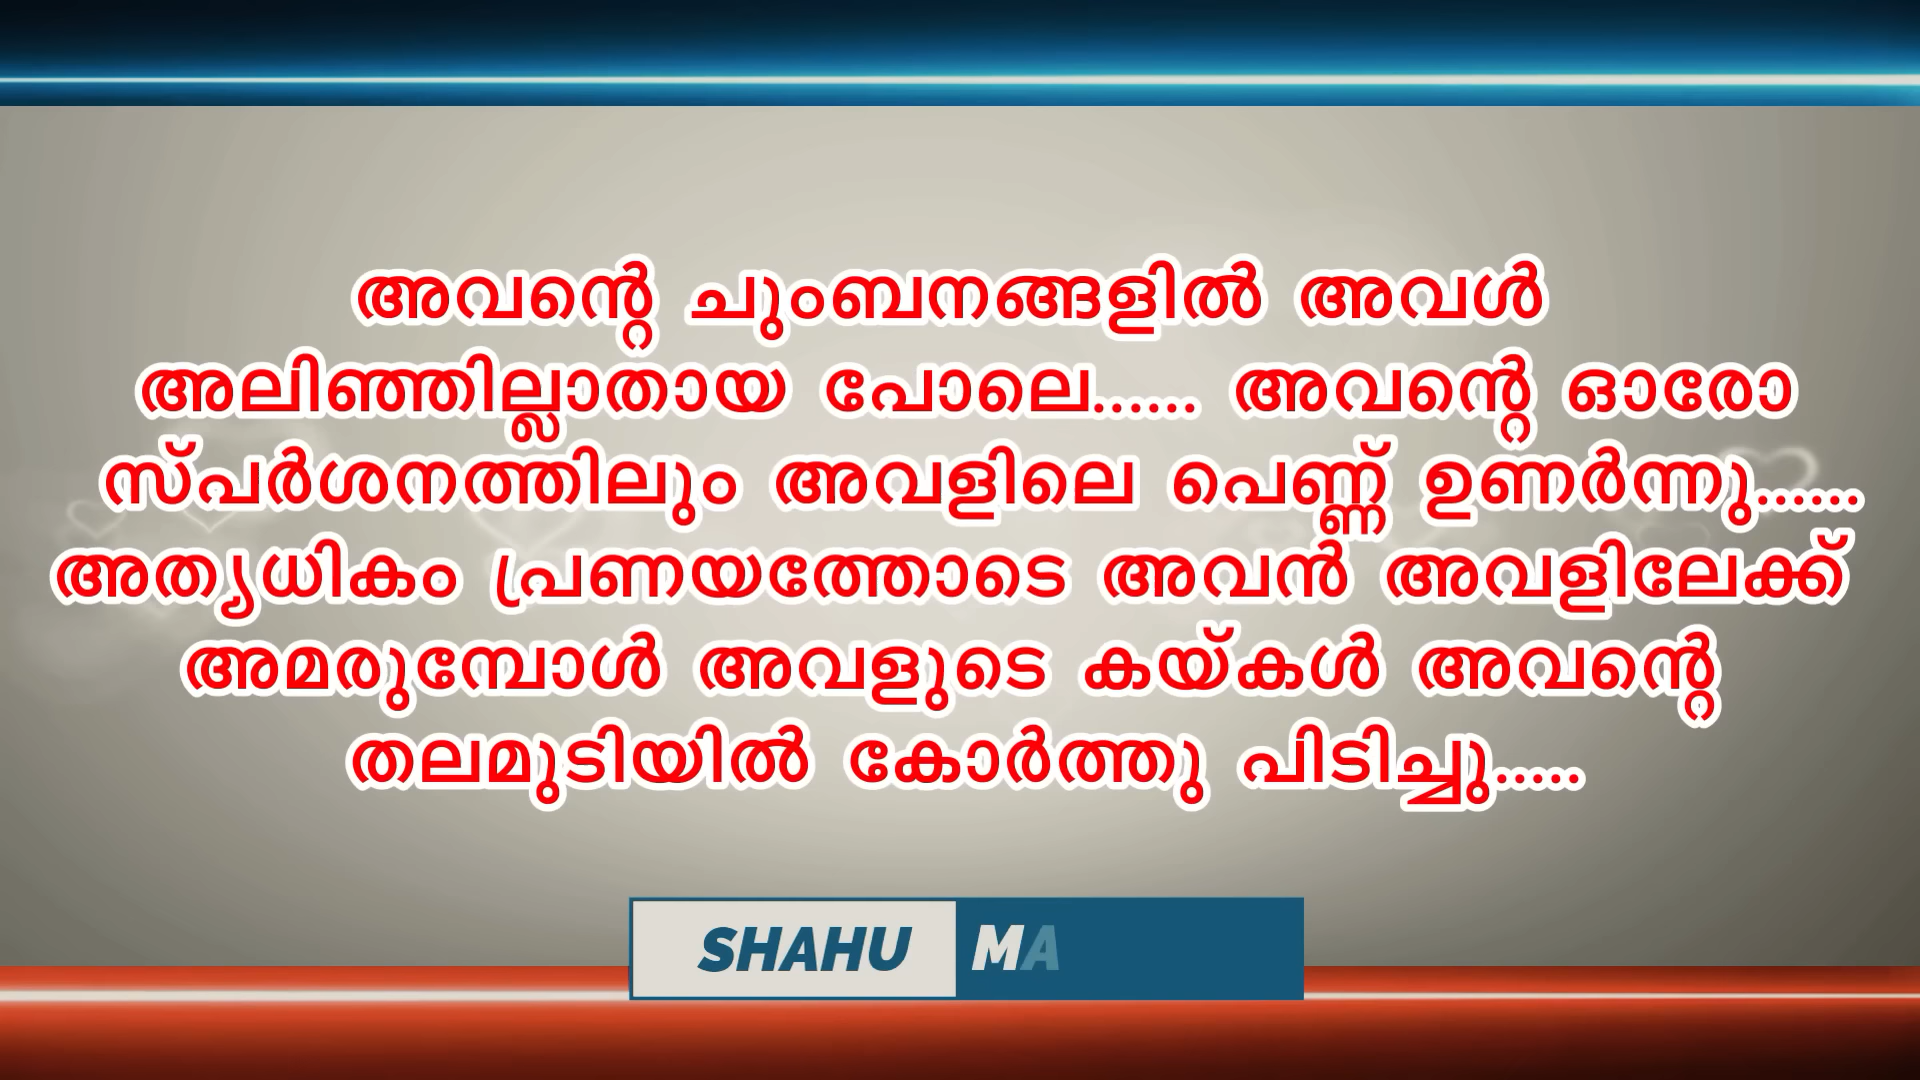 അവന്റെ ചുംബനങ്ങളിൽ അവൾ
അലിഞ്ഞില്ലാതായ പോലെ...... അവന്റെ ഓരോ
സ്പർശനത്തിലും അവളിലെ പെണ്ണ് ഉണർന്നു......
അത്യധികം പ്രണയത്തോടെ അവൻ അവളിലേക്ക്
അമരുമ്പോൾ അവളുടെ കയ്കൾ അവന്റെ
തലമുടിയിൽ കോർത്തു പിടിച്ചു.....
SHAHU MA